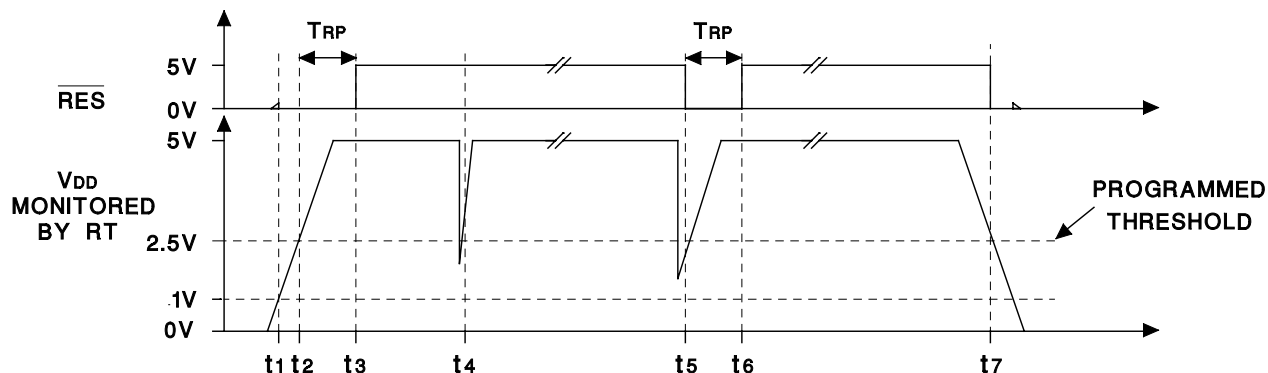 TRP TRP
5V
RES
0V
5V
VDD
MONITORED
BY RT
PROGRAMMED
THRESHOLD
2.5V
1V
0V
t1 t2 t3 t4 t5 t6 t7